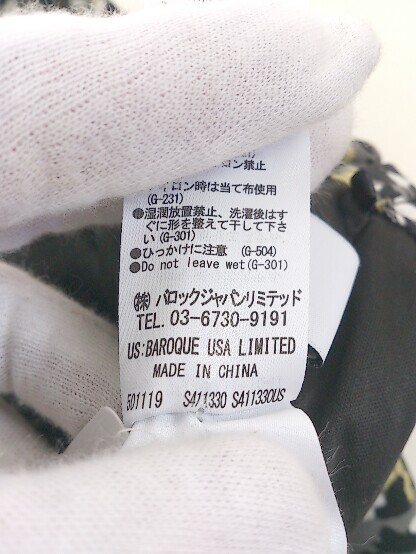 ロン禁止
イロン時は当て布使用
(G-231)
●湿潤放置禁止、洗濯後はす
ぐに形を整えて干して下さ
い(G-301)
●ひっかけに注意 (G-504)
●Do not leave wet(G-301)
㈱バロックジャパンリミテッド
TEL. 03-6730-9191
US:BAROQUE USA LIMITED
MADE IN CHINA
501119 S411330 S411330US